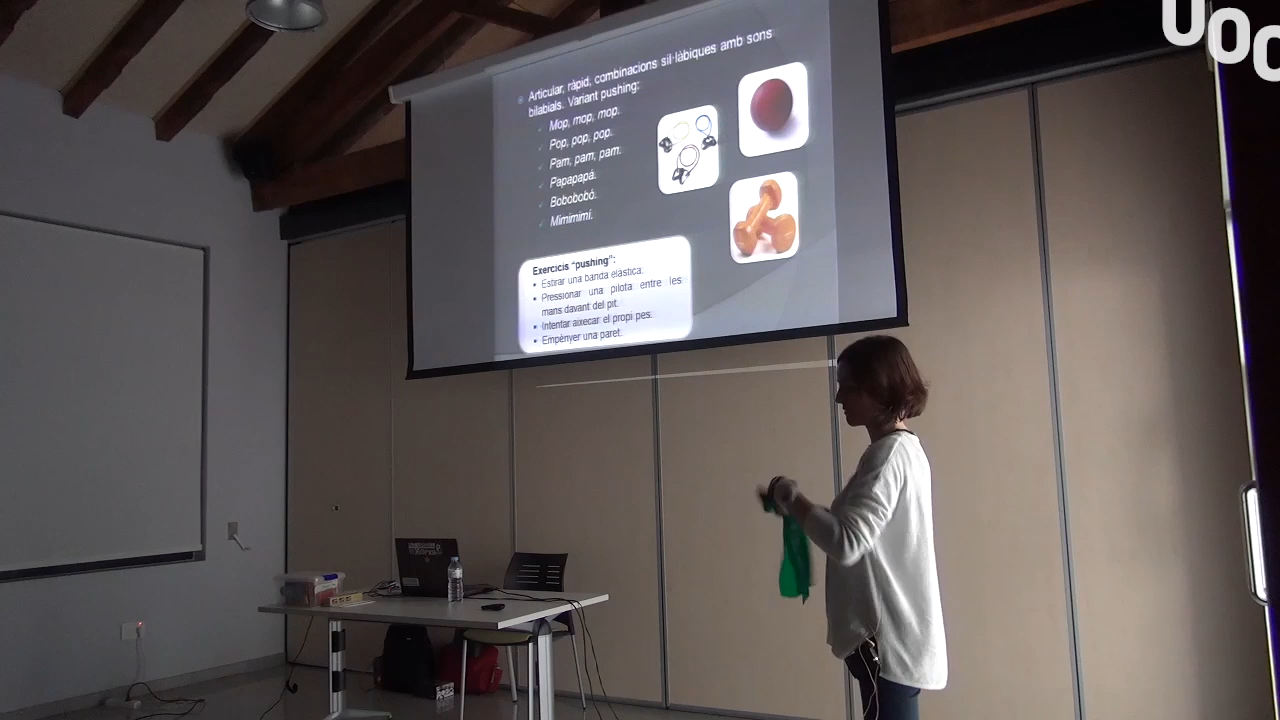 UOC
Articular, ràpid, combinacions sil·làbiques amb sons
bilabials. Variant pushing:
Mop, mop, mop.
Pop, pop, pop.
Pam, pam, pam.
Papapapà.
Bobobobó.
Mimimimí.
Exercicis "pushing":
• Estirar una banda elàstica.
• Pressionar una pilota entre les
mans davant del pit.
• Intentar aixecar el propi pes.
• Empènyer una paret.